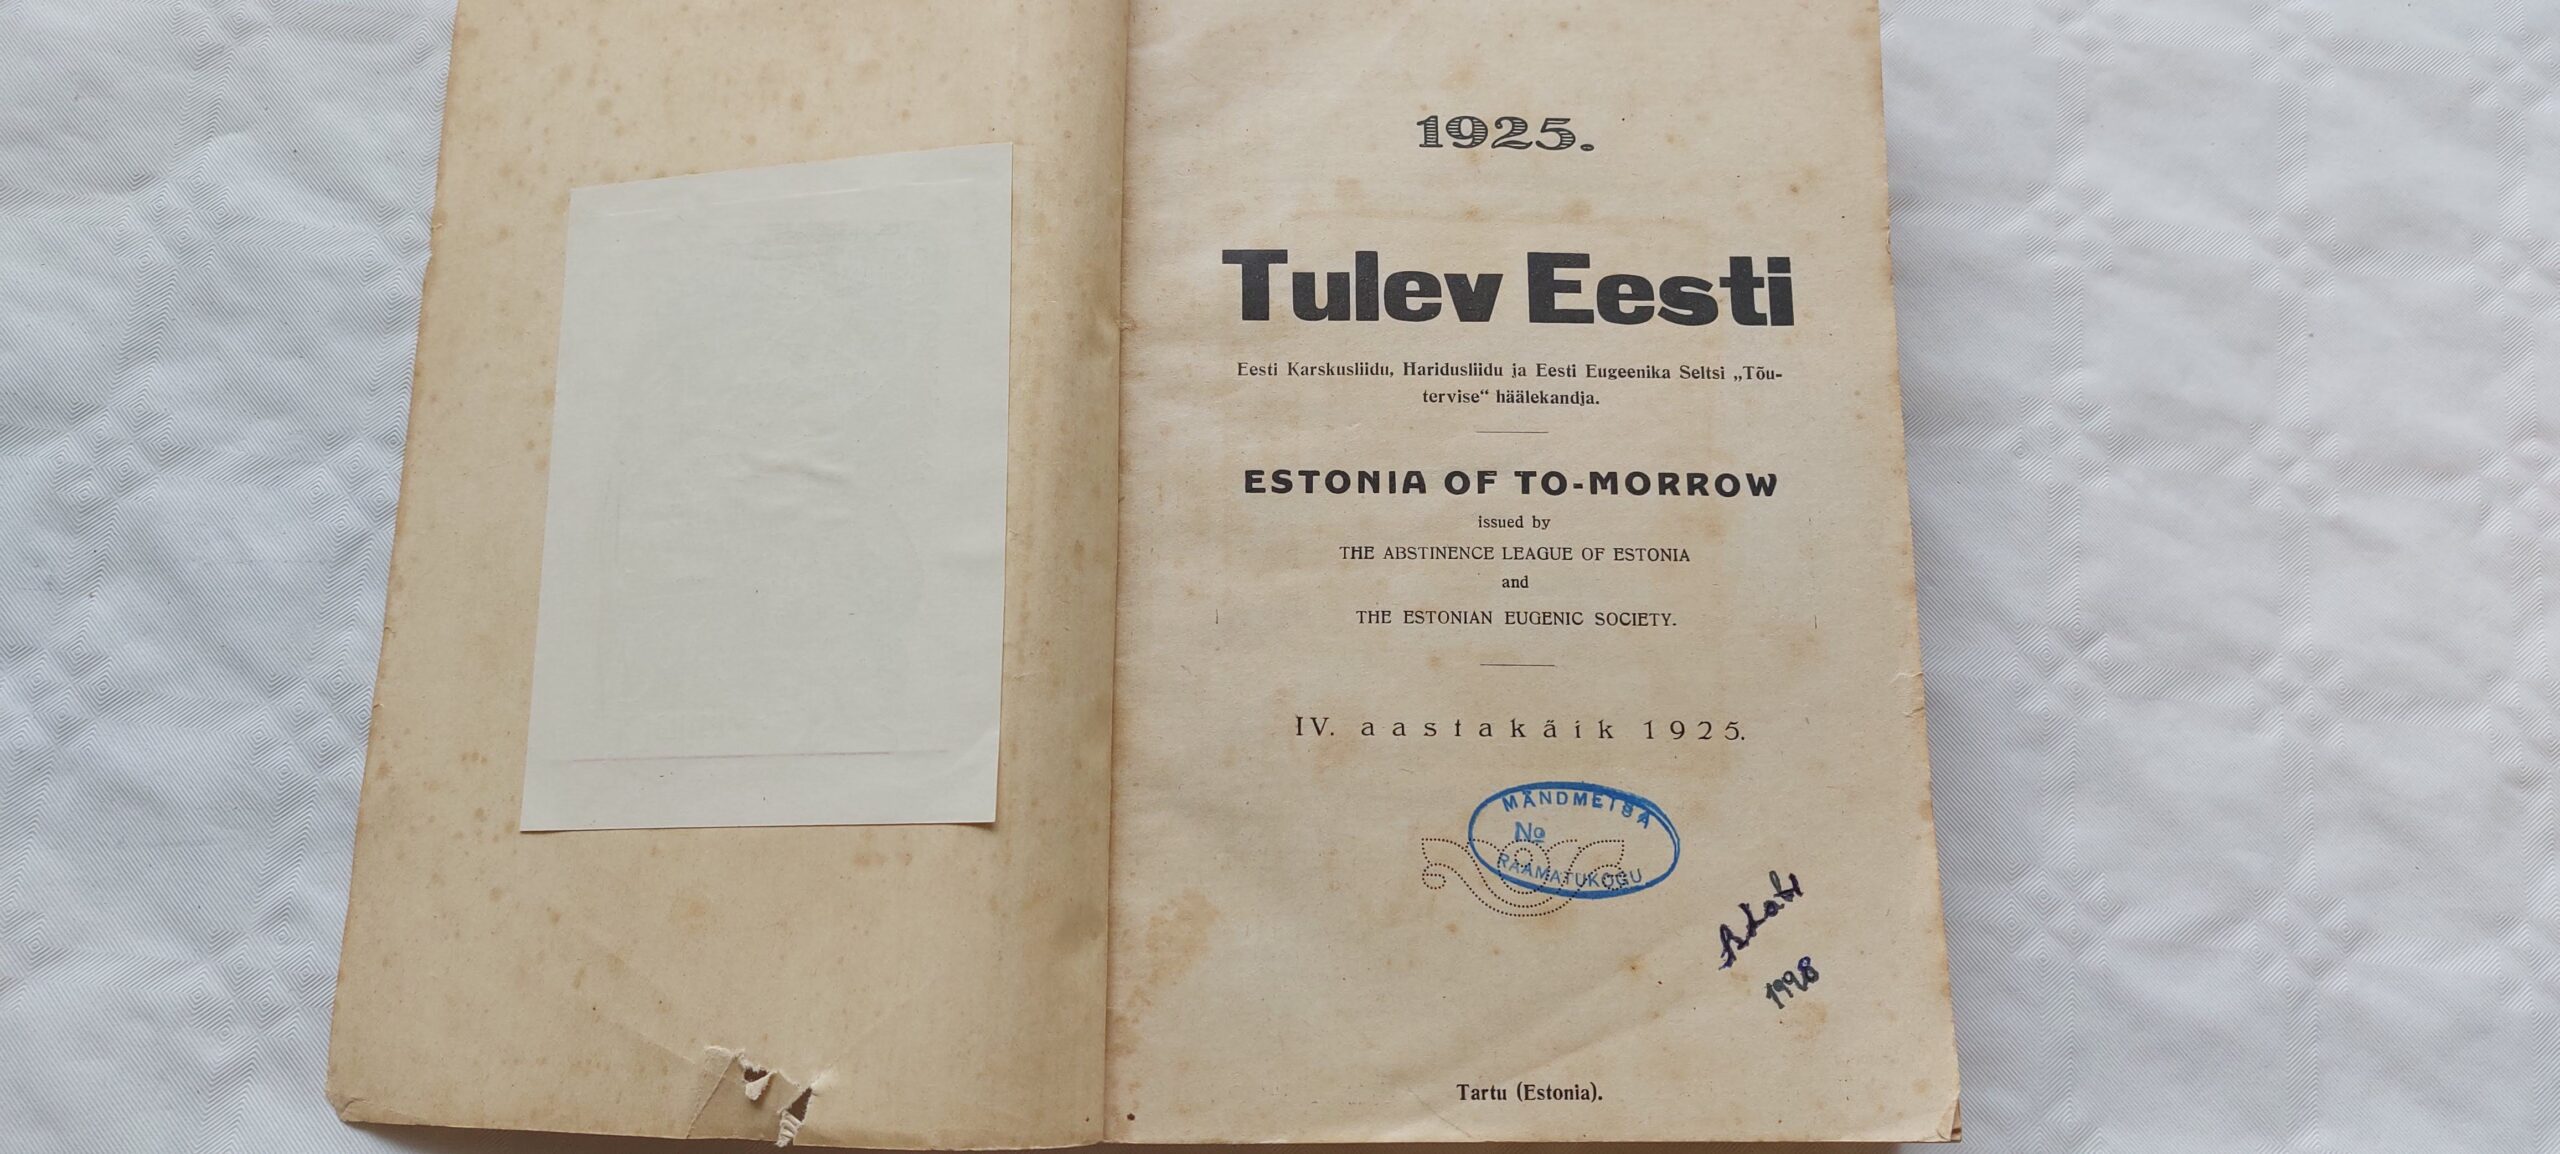 1925.
Tulev Eesti
Eesti Karskusliidu, Haridusliidu ja Eesti Eugeenika Seltsi „Tõu-
tervise“ häälekandja.
ESTONIA OF TO-MORROW
issued by
THE ABSTINENCE LEAGUE OF ESTONIA
and
THE ESTONIAN EUGENIC SOCIETY.
IV. aastakäik 1925.
MÄNDMETSA
No
RAAMATUKOGU
1998
Tartu (Estonia).